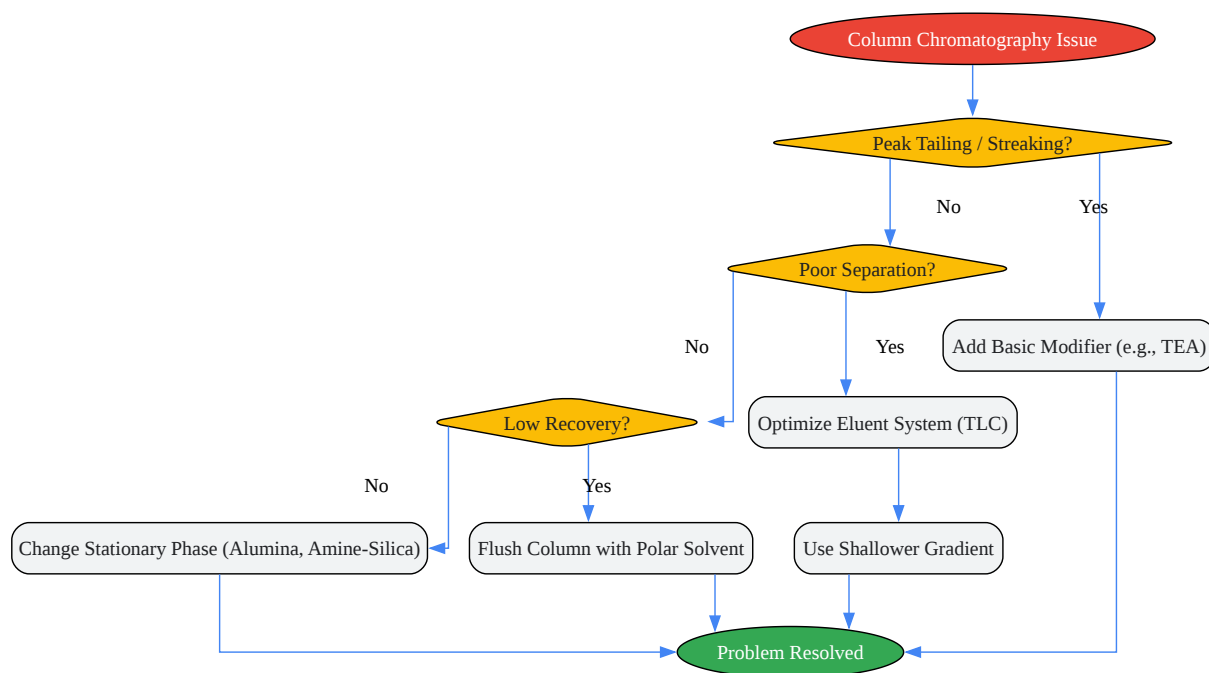 Column Chromatography Issue
Peak Tailing / Streaking?
No
Yes
Poor Separation?
No
Yes
Add Basic Modifier (e.g., TEA)
Low Recovery?
Optimize Eluent System (TLC)
No
Yes
Change Stationary Phase (Alumina, Amine-Silica)
Flush Column with Polar Solvent
Use Shallower Gradient
Problem Resolved